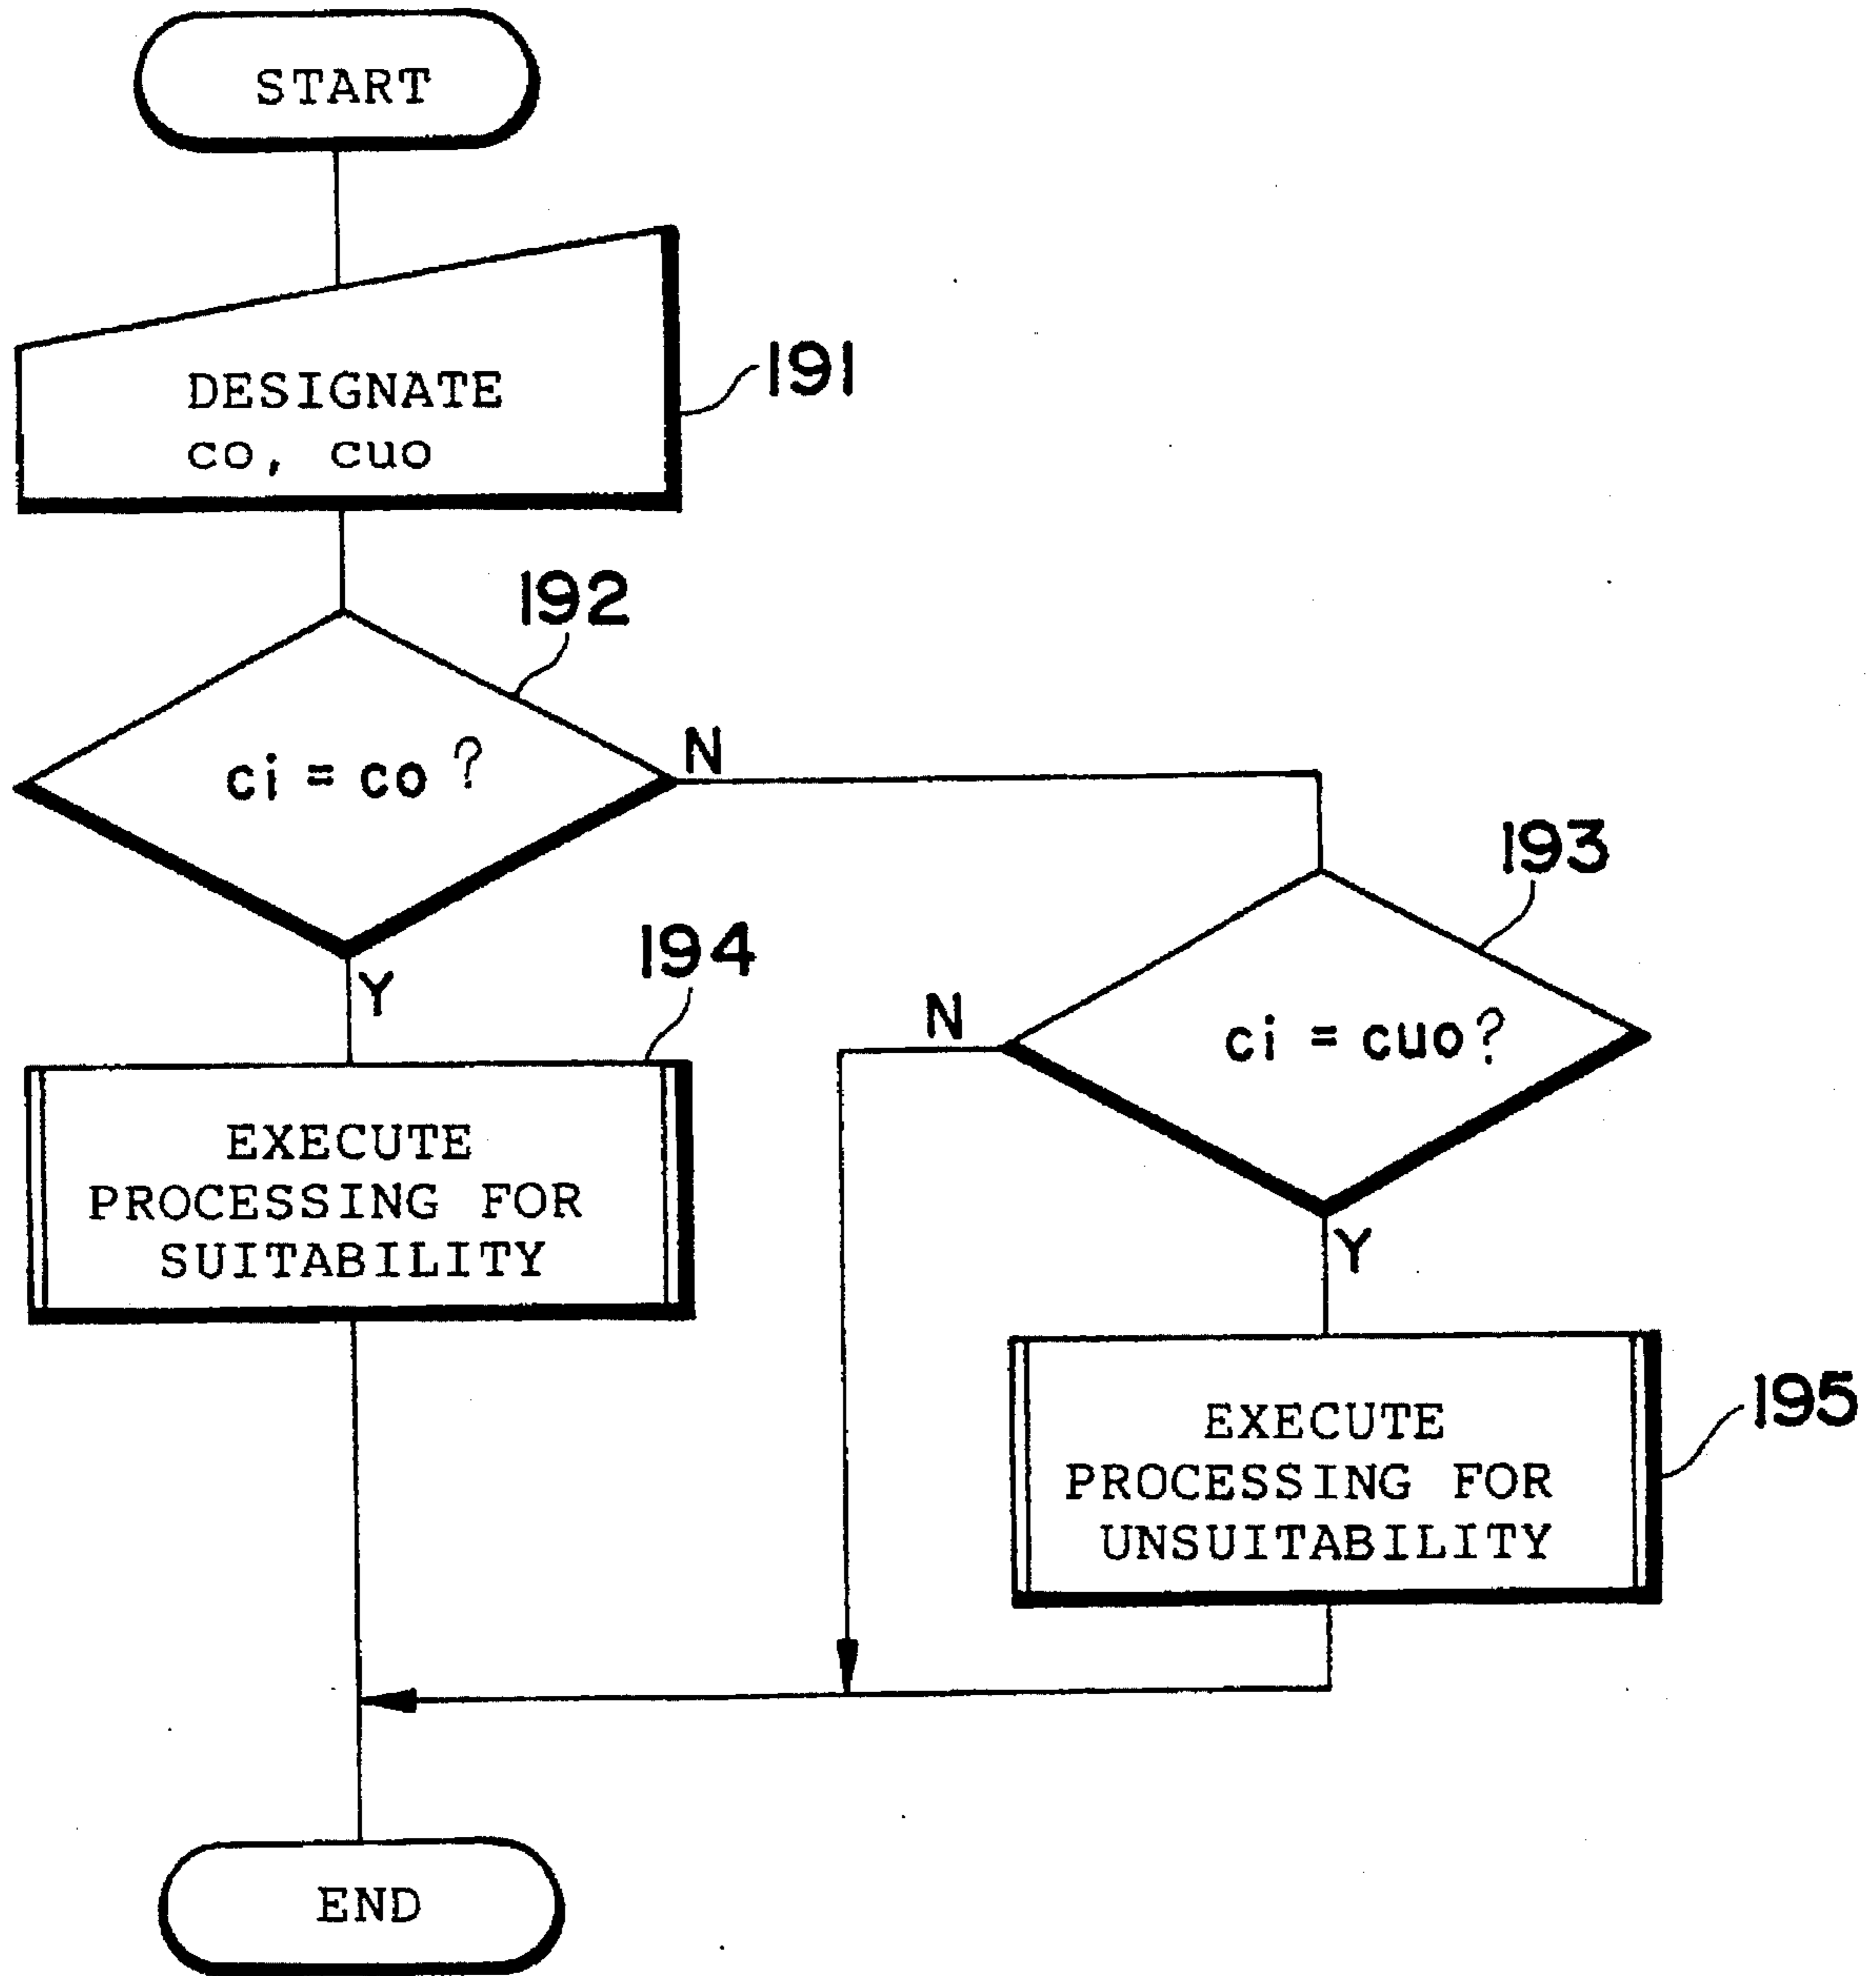 START
DESIGNATE
co, cuo
191
192
ci = co ?
N
Y
193
ci = cuo?
N
Y
194
EXECUTE
PROCESSING FOR
SUITABILITY
EXECUTE
PROCESSING FOR
UNSUITABILITY
195
END